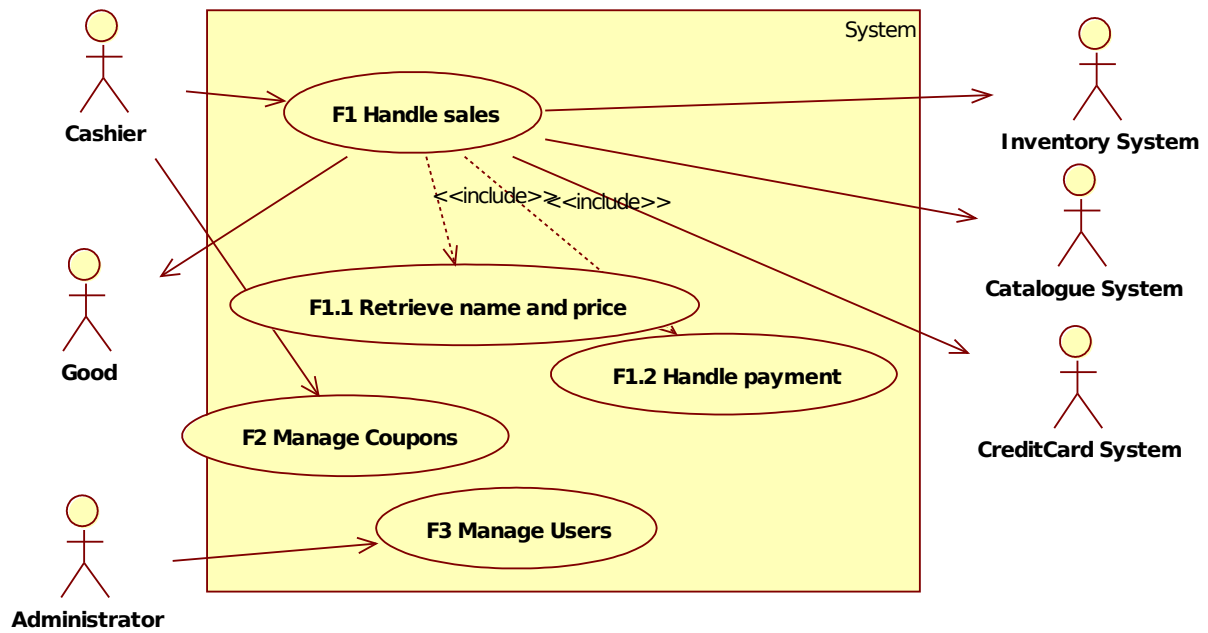 System
F1 Handle sales
Cashier
Inventory System
<<include>>
<<include>>
Catalogue System
F1.1 Retrieve name and price
Good
F1.2 Handle payment
F2 Manage Coupons
CreditCard System
F3 Manage Users
Administrator